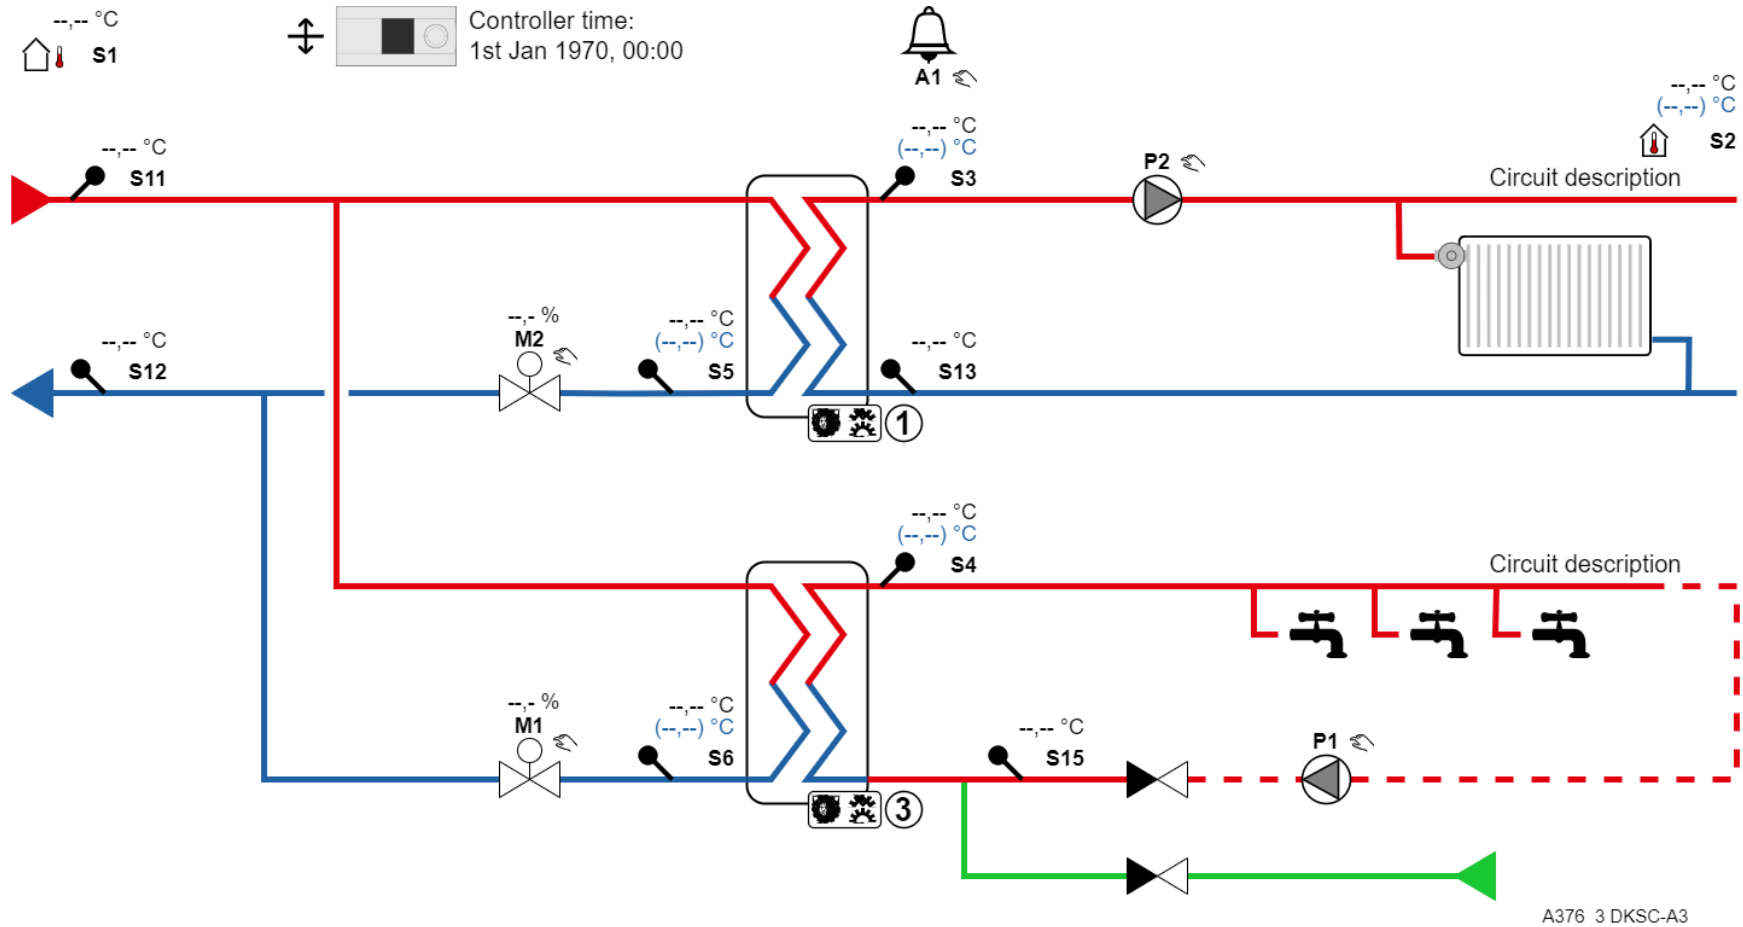 --,-- °C
S1
Controller time:
1st Jan 1970, 00:00
A1
--,-- °C
(--,--) °C
S2
--,-- °C
S11
--,-- °C
(--,--) °C
S3
P2
Circuit description
--,-- °C
S12
--,- %
M2
--,-- °C
(--,--) °C
S5
--,-- °C
S13
1
--,-- °C
(--,--) °C
S4
Circuit description
--,- %
M1
--,-- °C
(--,--) °C
S6
--,-- °C
S15
P1
3
A376 3 DKSC-A3